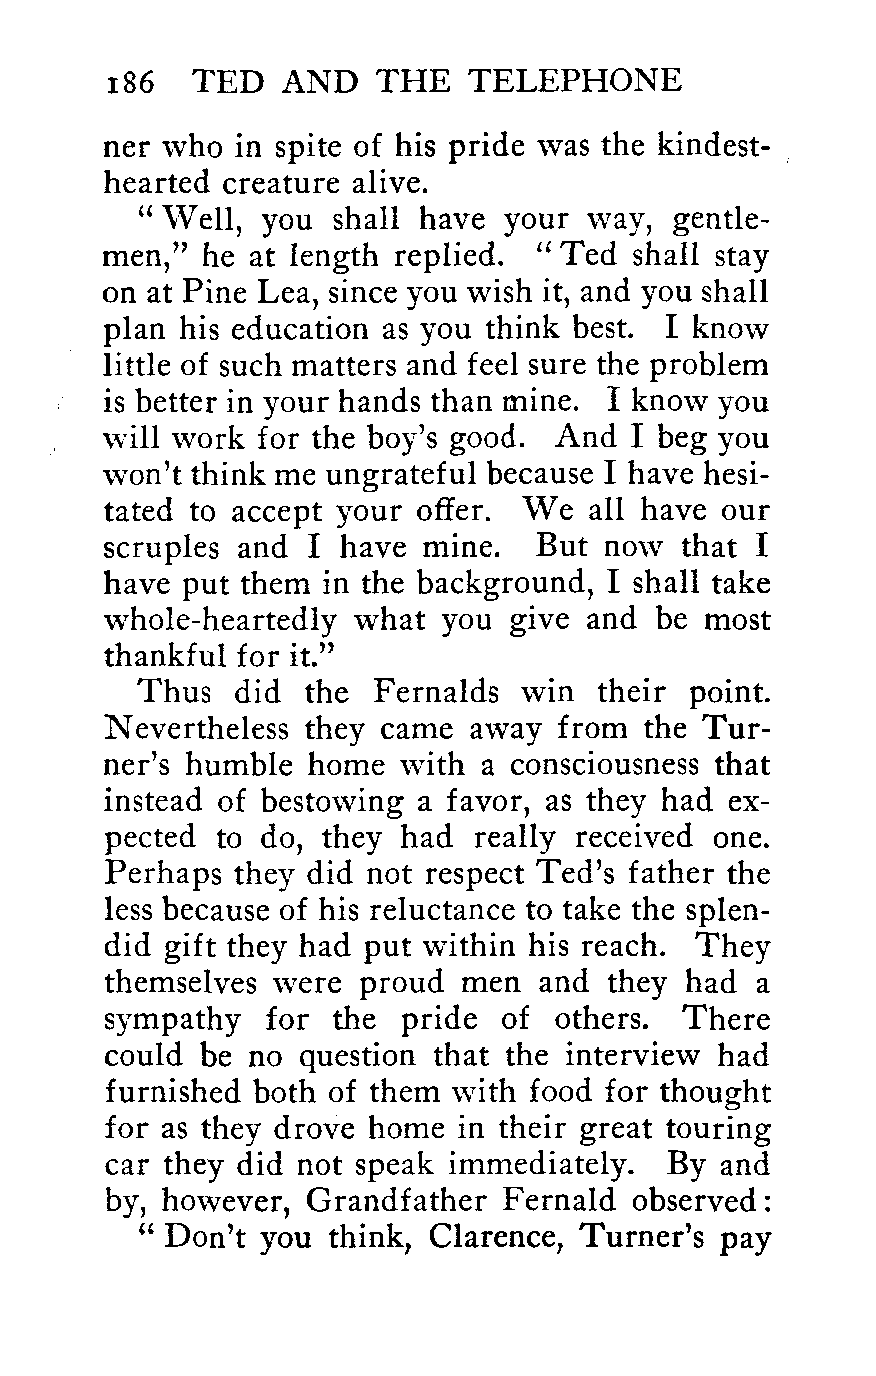 186 TED AND THE TELEPHONE
ner who in spite of his pride was the kindest-
hearted creature alive.
“Well, you shall have your way, gentle-
men,” he at length replied. “Ted shall stay
on at Pine Lea, since you wish it, and you shall
plan his education as you think best. I know
little of such matters and feel sure the problem
is better in your hands than mine. I know you
will work for the boy’s good. And I beg you
won’t think me ungrateful because I have hesi-
tated to accept your offer. We all have our
scruples and I have mine. But now that I
have put them in the background, I shall take
whole-heartedly what you give and be most
thankful for it.”
Thus did the Fernalds win their point.
Nevertheless they came away from the Tur-
ner’s humble home with a consciousness that
instead of bestowing a favor, as they had ex-
pected to do, they had really received one.
Perhaps they did not respect Ted’s father the
less because of his reluctance to take the splen-
did gift they had put within his reach. They
themselves were proud men and they had a
sympathy for the pride of others. There
could be no question that the interview had
furnished both of them with food for thought
for as they drove home in their great touring
car they did not speak immediately. By and
by, however, Grandfather Fernald observed:
“Don’t you think, Clarence, Turner’s pay